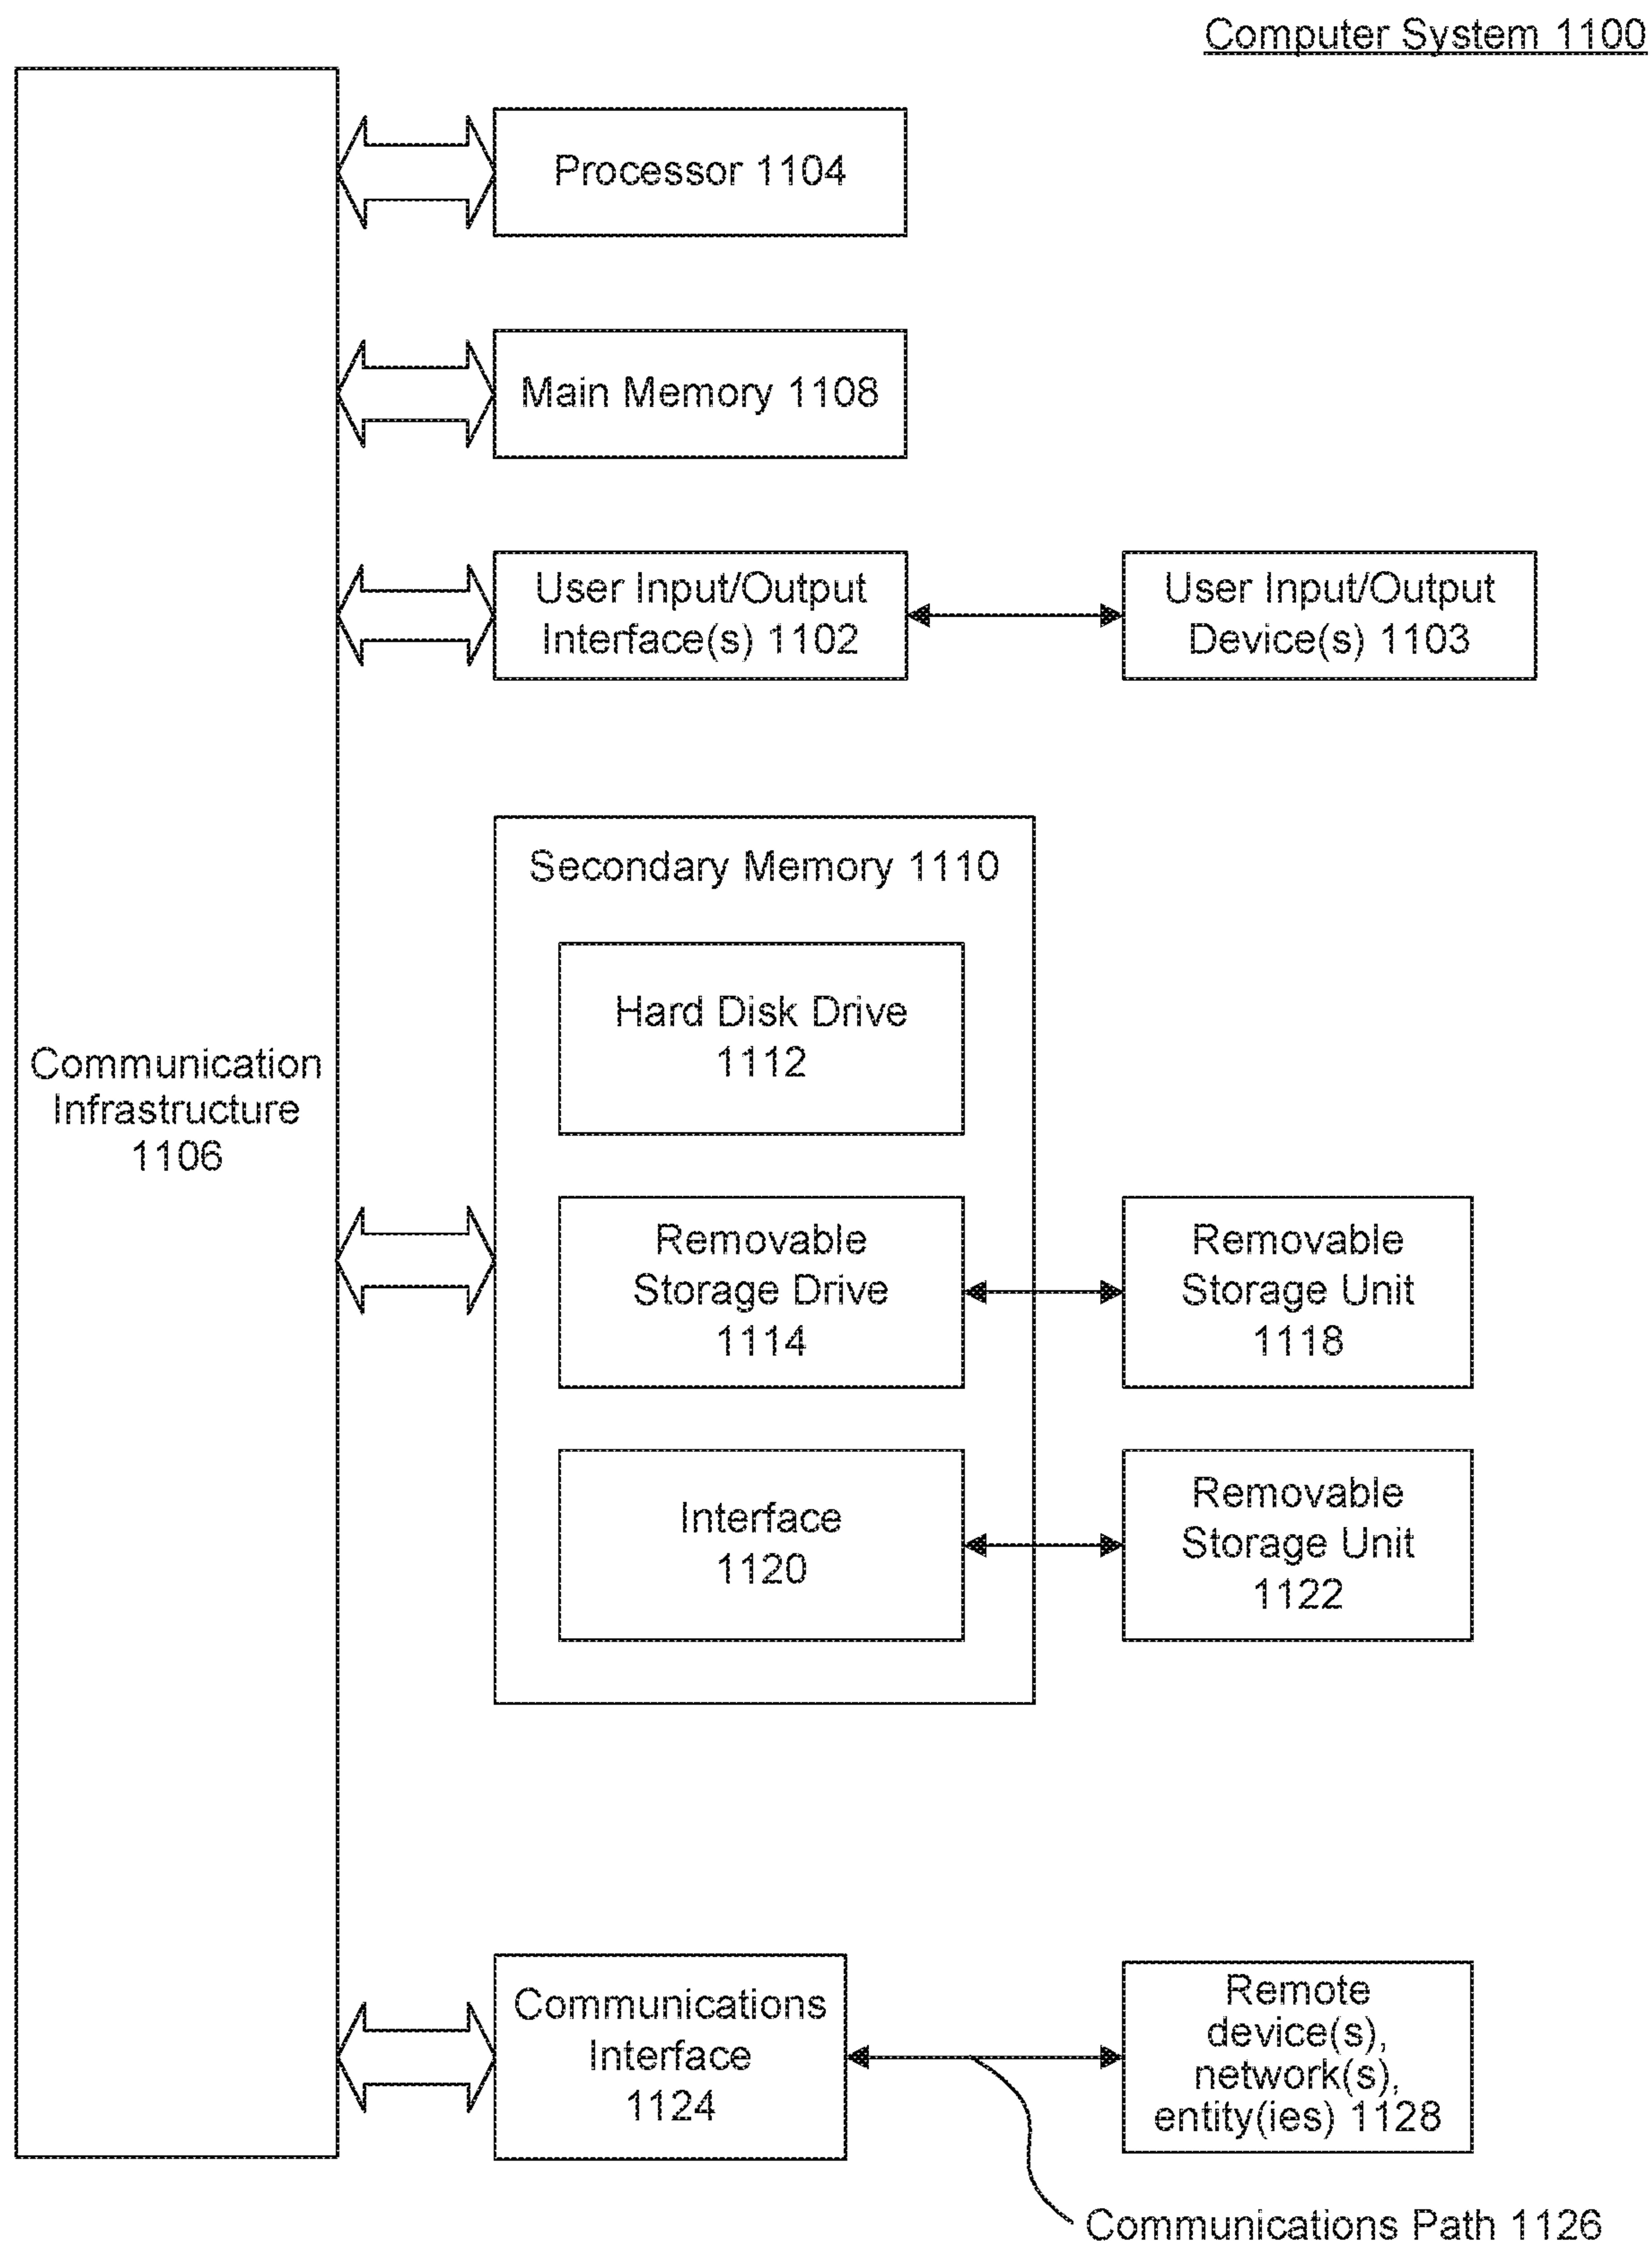 Computer System 1100
Processor 1104
Main Memory 1108
User Input/Output
Interface(s) 1102
User Input/Output
Device(s) 1103
Secondary Memory 1110
Hard Disk Drive
1112
Communication
Infrastructure
1106
Removable
Storage Drive
1114
Removable
Storage Unit
1118
Interface
1120
Removable
Storage Unit
1122
Communications
Interface
1124
Remote
device(s),
network(s),
entity(ies) 1128
Communications Path 1126